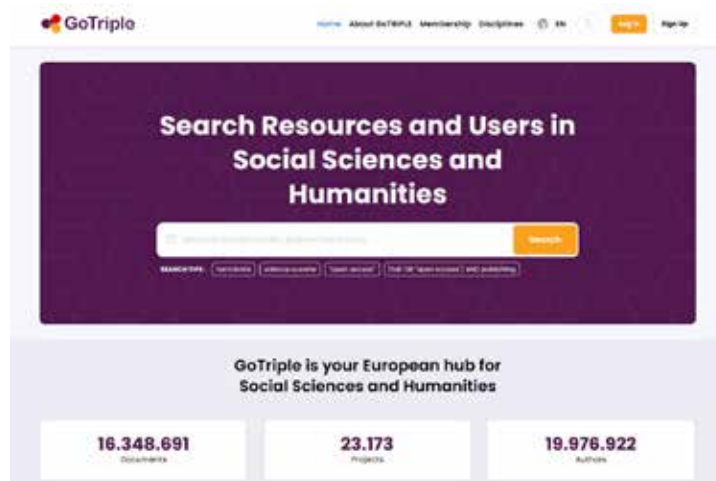 GoTriple
Home About GoTRIPLE Membership Disciplines EN Log In Sign Up
Search Resources and Users in
Social Sciences and
Humanities
Search
SEARCH TIPS: "open access" AND publishing
GoTriple is your European hub for
Social Sciences and Humanities
16.348.691 23.173 19.976.922
Documents Projects Authors